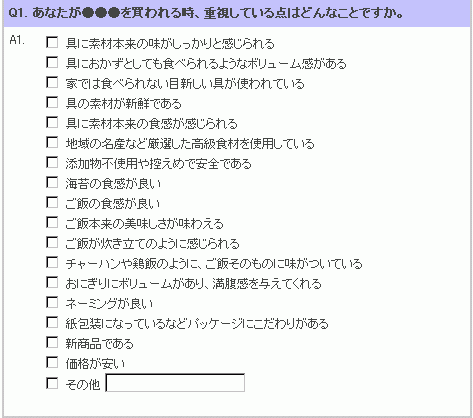 Q1. あなたが●●●を買われる時、重視している点はどんなことですか。
A1.
具に素材本来の味がしっかりと感じられる
具におかずとしても食べられるようなボリューム感がある
家では食べられない目新しい具が使われている
具の素材が新鮮である
具に素材本来の食感が感じられる
地域の名産など厳選した高級食材を使用している
添加物不使用や控えめで安全である
海苔の食感が良い
ご飯の食感が良い
ご飯本来の美味しさが味わえる
ご飯が炊き立てのように感じられる
チャーハンや鶏飯のように、ご飯そのものに味がついている
おにぎりにボリュームがあり、満腹感を与えてくれる
ネーミングが良い
紙包装になっているなどパッケージにこだわりがある
新商品である
価格が安い
その他